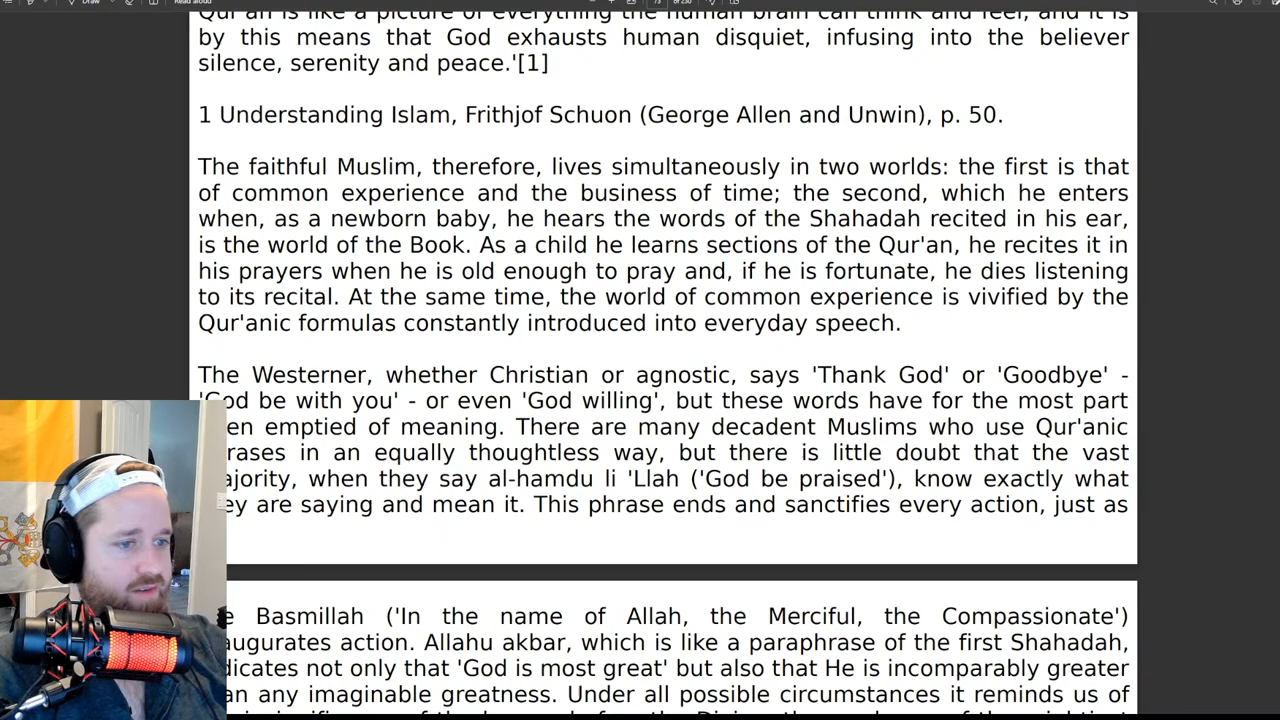 Draw
Read aloud
of 250
Qur'an is like a picture of everything the human brain can think and feel, and it is
by this means that God exhausts human disquiet, infusing into the believer
silence, serenity and peace.'[1]
1 Understanding Islam, Frithjof Schuon (George Allen and Unwin), p. 50.
The faithful Muslim, therefore, lives simultaneously in two worlds: the first is that
of common experience and the business of time; the second, which he enters
when, as a newborn baby, he hears the words of the Shahadah recited in his ear,
is the world of the Book. As a child he learns sections of the Qur'an, he recites it in
his prayers when he is old enough to pray and, if he is fortunate, he dies listening
to its recital. At the same time, the world of common experience is vivified by the
Qur'anic formulas constantly introduced into everyday speech.
The Westerner, whether Christian or agnostic, says 'Thank God' or 'Goodbye' -
'God be with you' - or even 'God willing', but these words have for the most part
en emptied of meaning. There are many decadent Muslims who use Qur'anic
rases in an equally thoughtless way, but there is little doubt that the vast
ajority, when they say al-hamdu li 'Llah ('God be praised'), know exactly what
ey are saying and mean it. This phrase ends and sanctifies every action, just as
e Basmillah ('In the name of Allah, the Merciful, the Compassionate')
augurates action. Allahu akbar, which is like a paraphrase of the first Shahadah,
dicates not only that 'God is most great' but also that He is incomparably greater
an any imaginable greatness. Under all possible circumstances it reminds us of